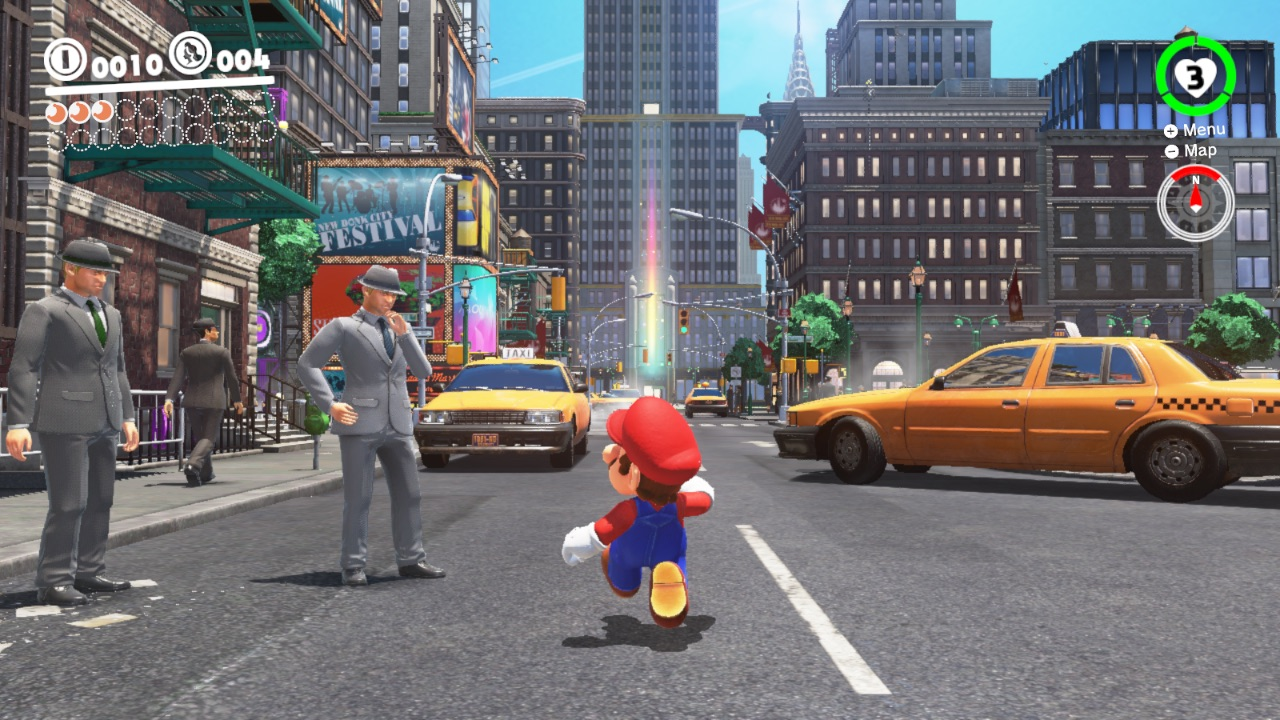 0010 004
3
+ Menu
- Map
N
NEW DONK CITY
FESTIVAL
TAXI